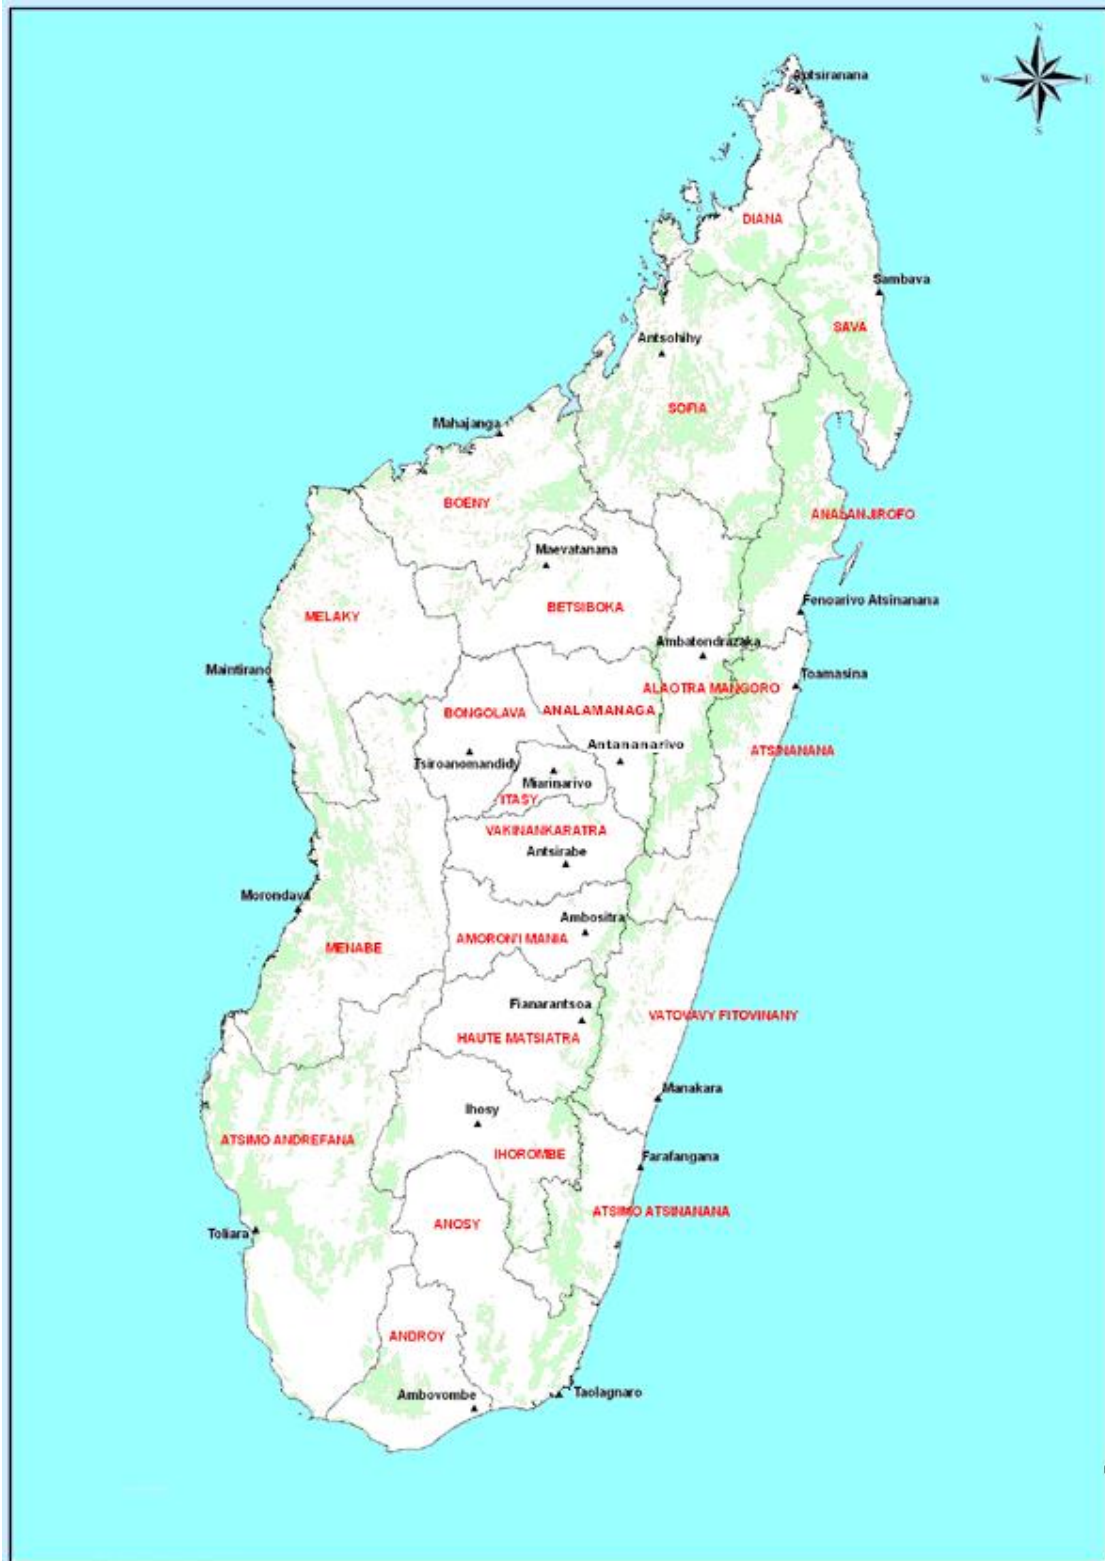 N
Antsiranana
W
E
S
DIANA
Sambava
SAVA
Antsohihy
SOFIA
Mahajanga
BOENY
ANALANJIROFO
Maevatanana
BETSIBOKA
Fenoarivo Atsinanana
MELAKY
Ambatondrazaka
Maintirano
Toamasina
ALAOTRA MANGORO
BONGOLAVA
ANALAMANAGA
Antananarivo
ATSINANANA
Tsiroanomandidy
Miarinarivo
ITASY
VAKINANKARATRA
Antsirabe
Morondava
Ambositra
AMORON'I MANIA
MENABE
Fianarantsoa
VATOVAVY FITOVINANY
HAUTE MATSIATRA
Manakara
Ihosy
ATSIMO ANDREFANA
IHOROMBE
Farafangana
ATSIMO ATSINANANA
ANOSY
Toliara
ANDROY
Ambovombe
Taolagnaro